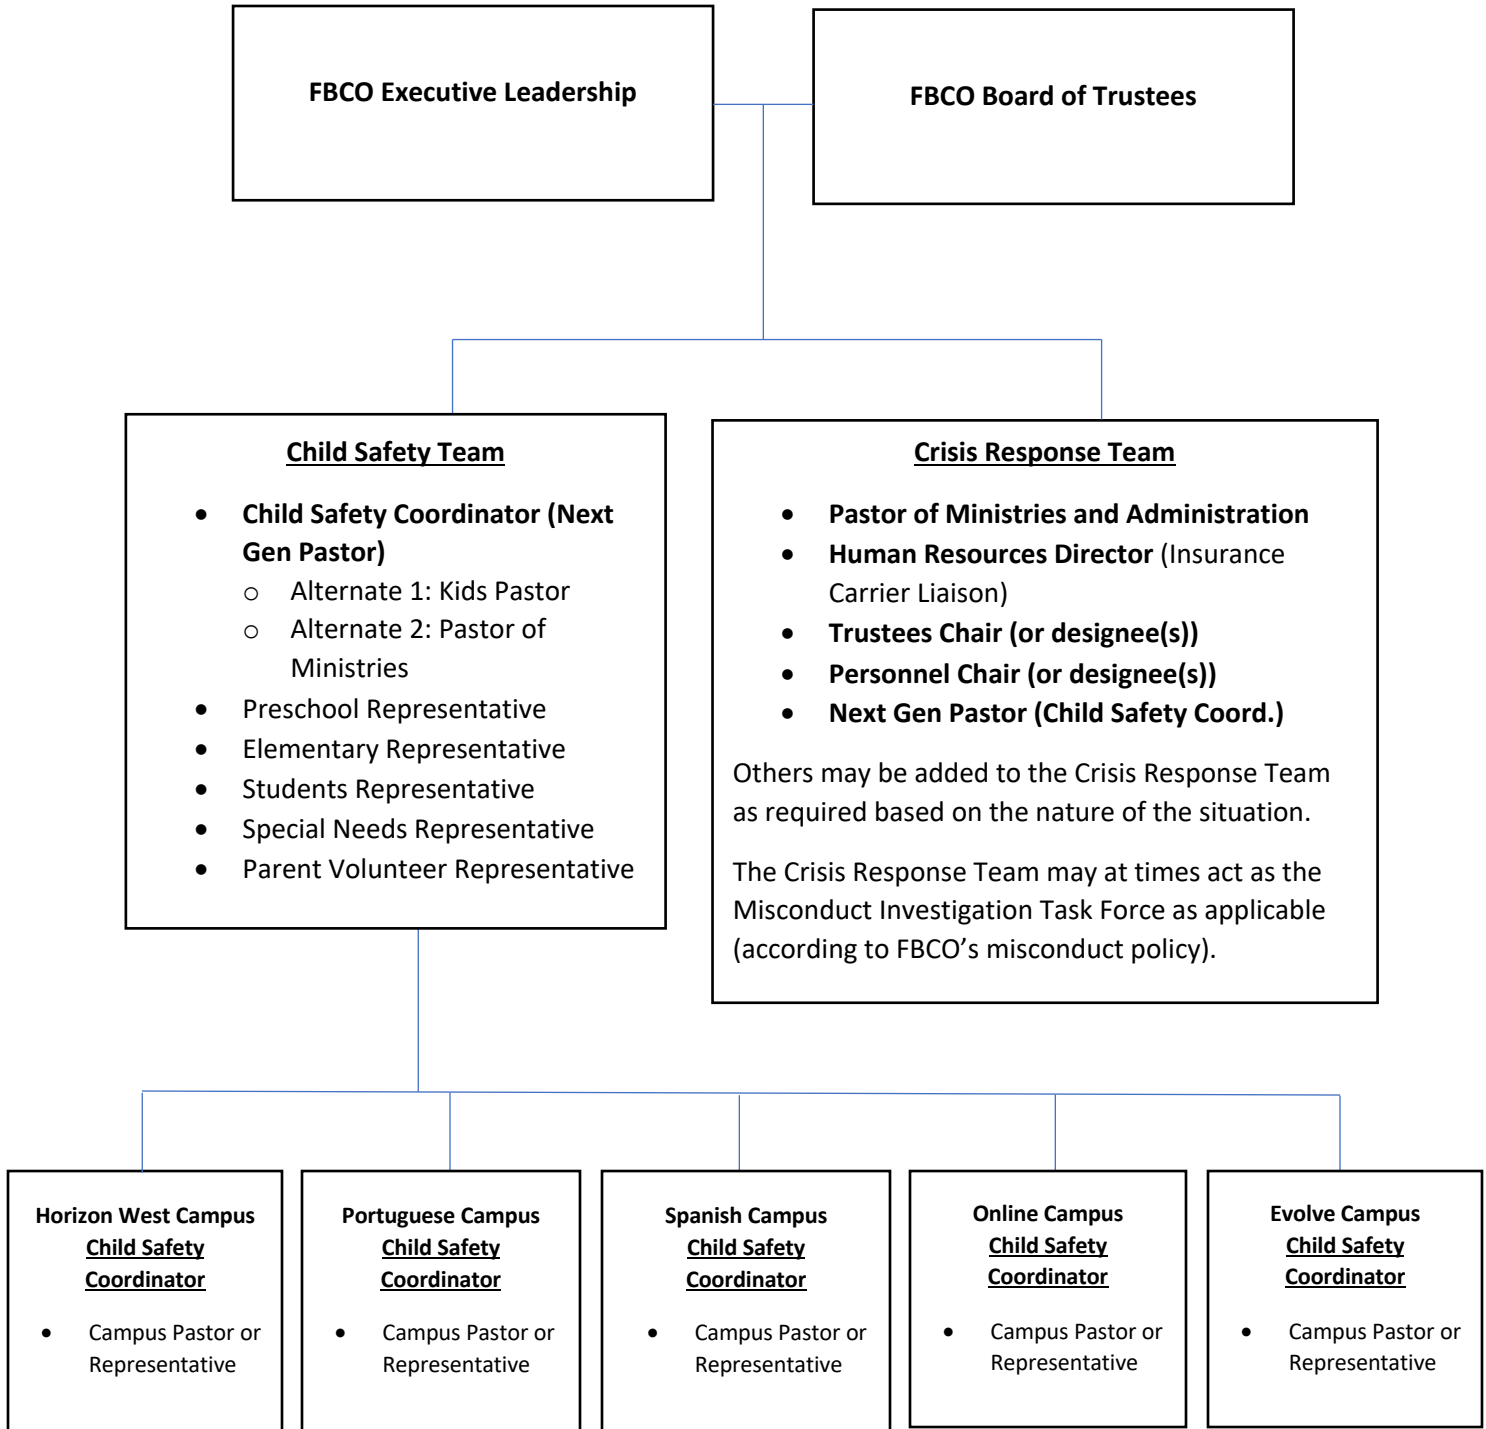 FBCO Executive Leadership
FBCO Board of Trustees
Child Safety Team
• Child Safety Coordinator (Next
Gen Pastor)
o Alternate 1: Kids Pastor
o Alternate 2: Pastor of
Ministries
• Preschool Representative
• Elementary Representative
• Students Representative
• Special Needs Representative
• Parent Volunteer Representative
Crisis Response Team
• Pastor of Ministries and Administration
• Human Resources Director (Insurance
Carrier Liaison)
• Trustees Chair (or designee(s))
• Personnel Chair (or designee(s))
• Next Gen Pastor (Child Safety Coord.)
Others may be added to the Crisis Response Team
as required based on the nature of the situation.
The Crisis Response Team may at times act as the
Misconduct Investigation Task Force as applicable
(according to FBCO’s misconduct policy).
Horizon West Campus
Child Safety
Coordinator
• Campus Pastor or
Representative
Portuguese Campus
Child Safety
Coordinator
• Campus Pastor or
Representative
Spanish Campus
Child Safety
Coordinator
• Campus Pastor or
Representative
Online Campus
Child Safety
Coordinator
• Campus Pastor or
Representative
Evolve Campus
Child Safety
Coordinator
• Campus Pastor or
Representative